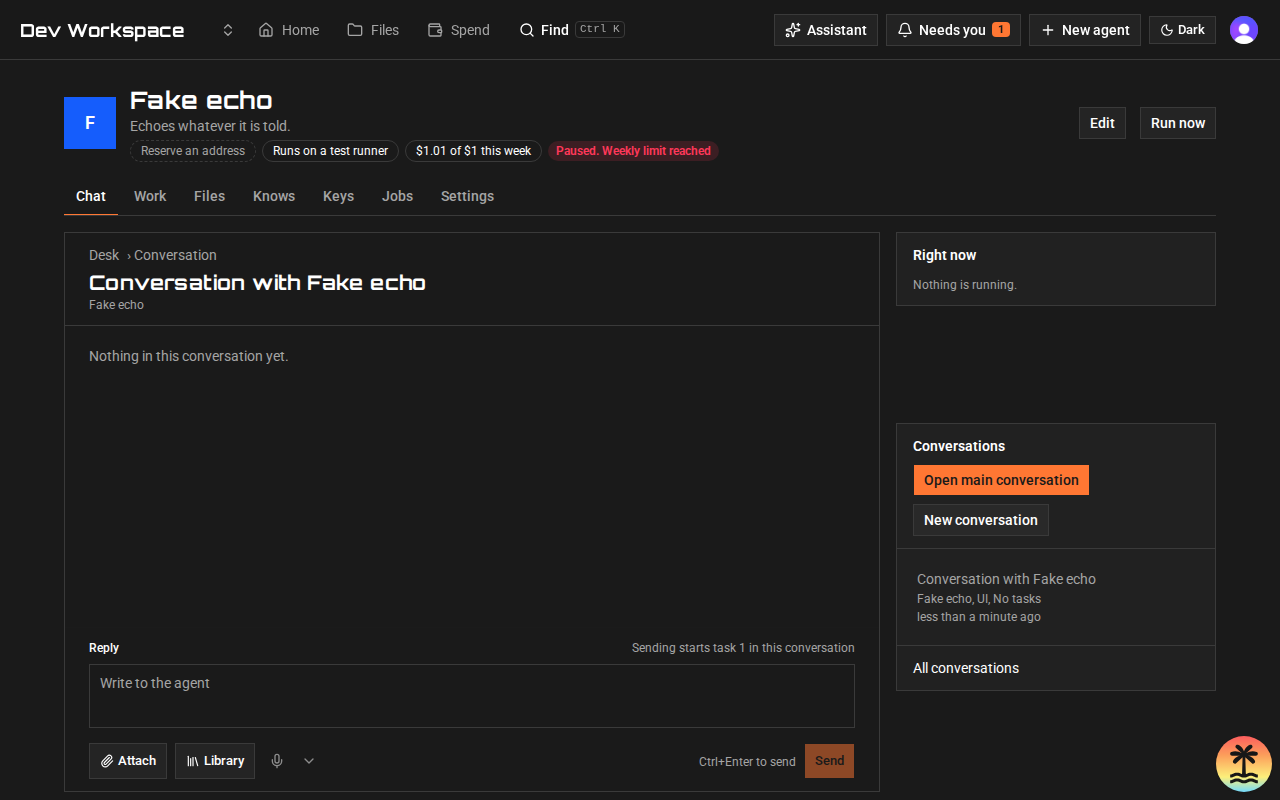 Dev Workspace
Home
Files
Spend
Find Ctrl K
Assistant
Needs you 1
New agent
Dark
F
Fake echo
Echoes whatever it is told.
Reserve an address
Runs on a test runner
$1.01 of $1 this week
Paused. Weekly limit reached
Edit
Run now
Chat
Work
Files
Knows
Keys
Jobs
Settings
Desk › Conversation
Conversation with Fake echo
Fake echo
Nothing in this conversation yet.
Reply
Sending starts task 1 in this conversation
Write to the agent
Attach
Library
Ctrl+Enter to send
Send
Right now
Nothing is running.
Conversations
Open main conversation
New conversation
Conversation with Fake echo
Fake echo, UI, No tasks
less than a minute ago
All conversations